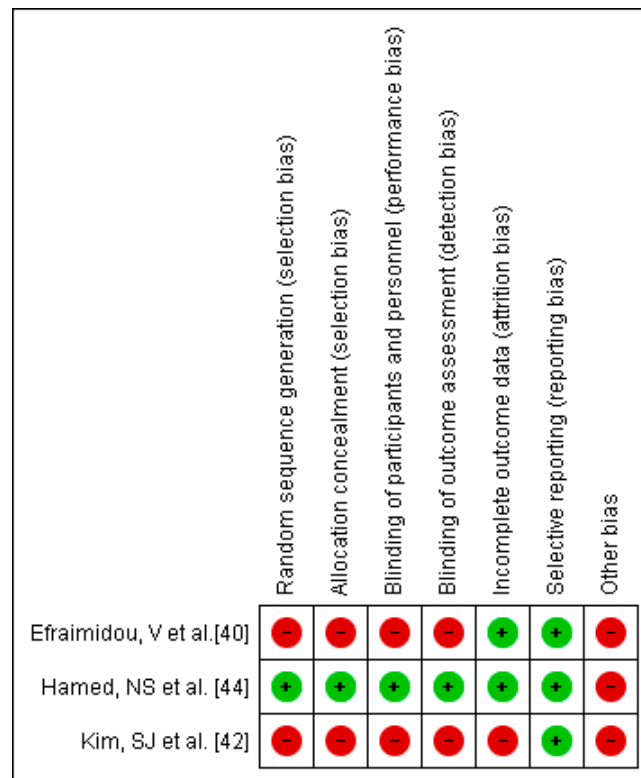 Random sequence generation (selection bias)
Allocation concealment (selection bias)
Blinding of participants and personnel (performance bias)
Blinding of outcome assessment (detection bias)
Incomplete outcome data (attrition bias)
Selective reporting (reporting bias)
Other bias
Efraimidou, V et al.[40] - - - - + + -
Hamed, NS et al. [44] + + + + + + -
Kim, SJ et al. [42] - - - - - + -